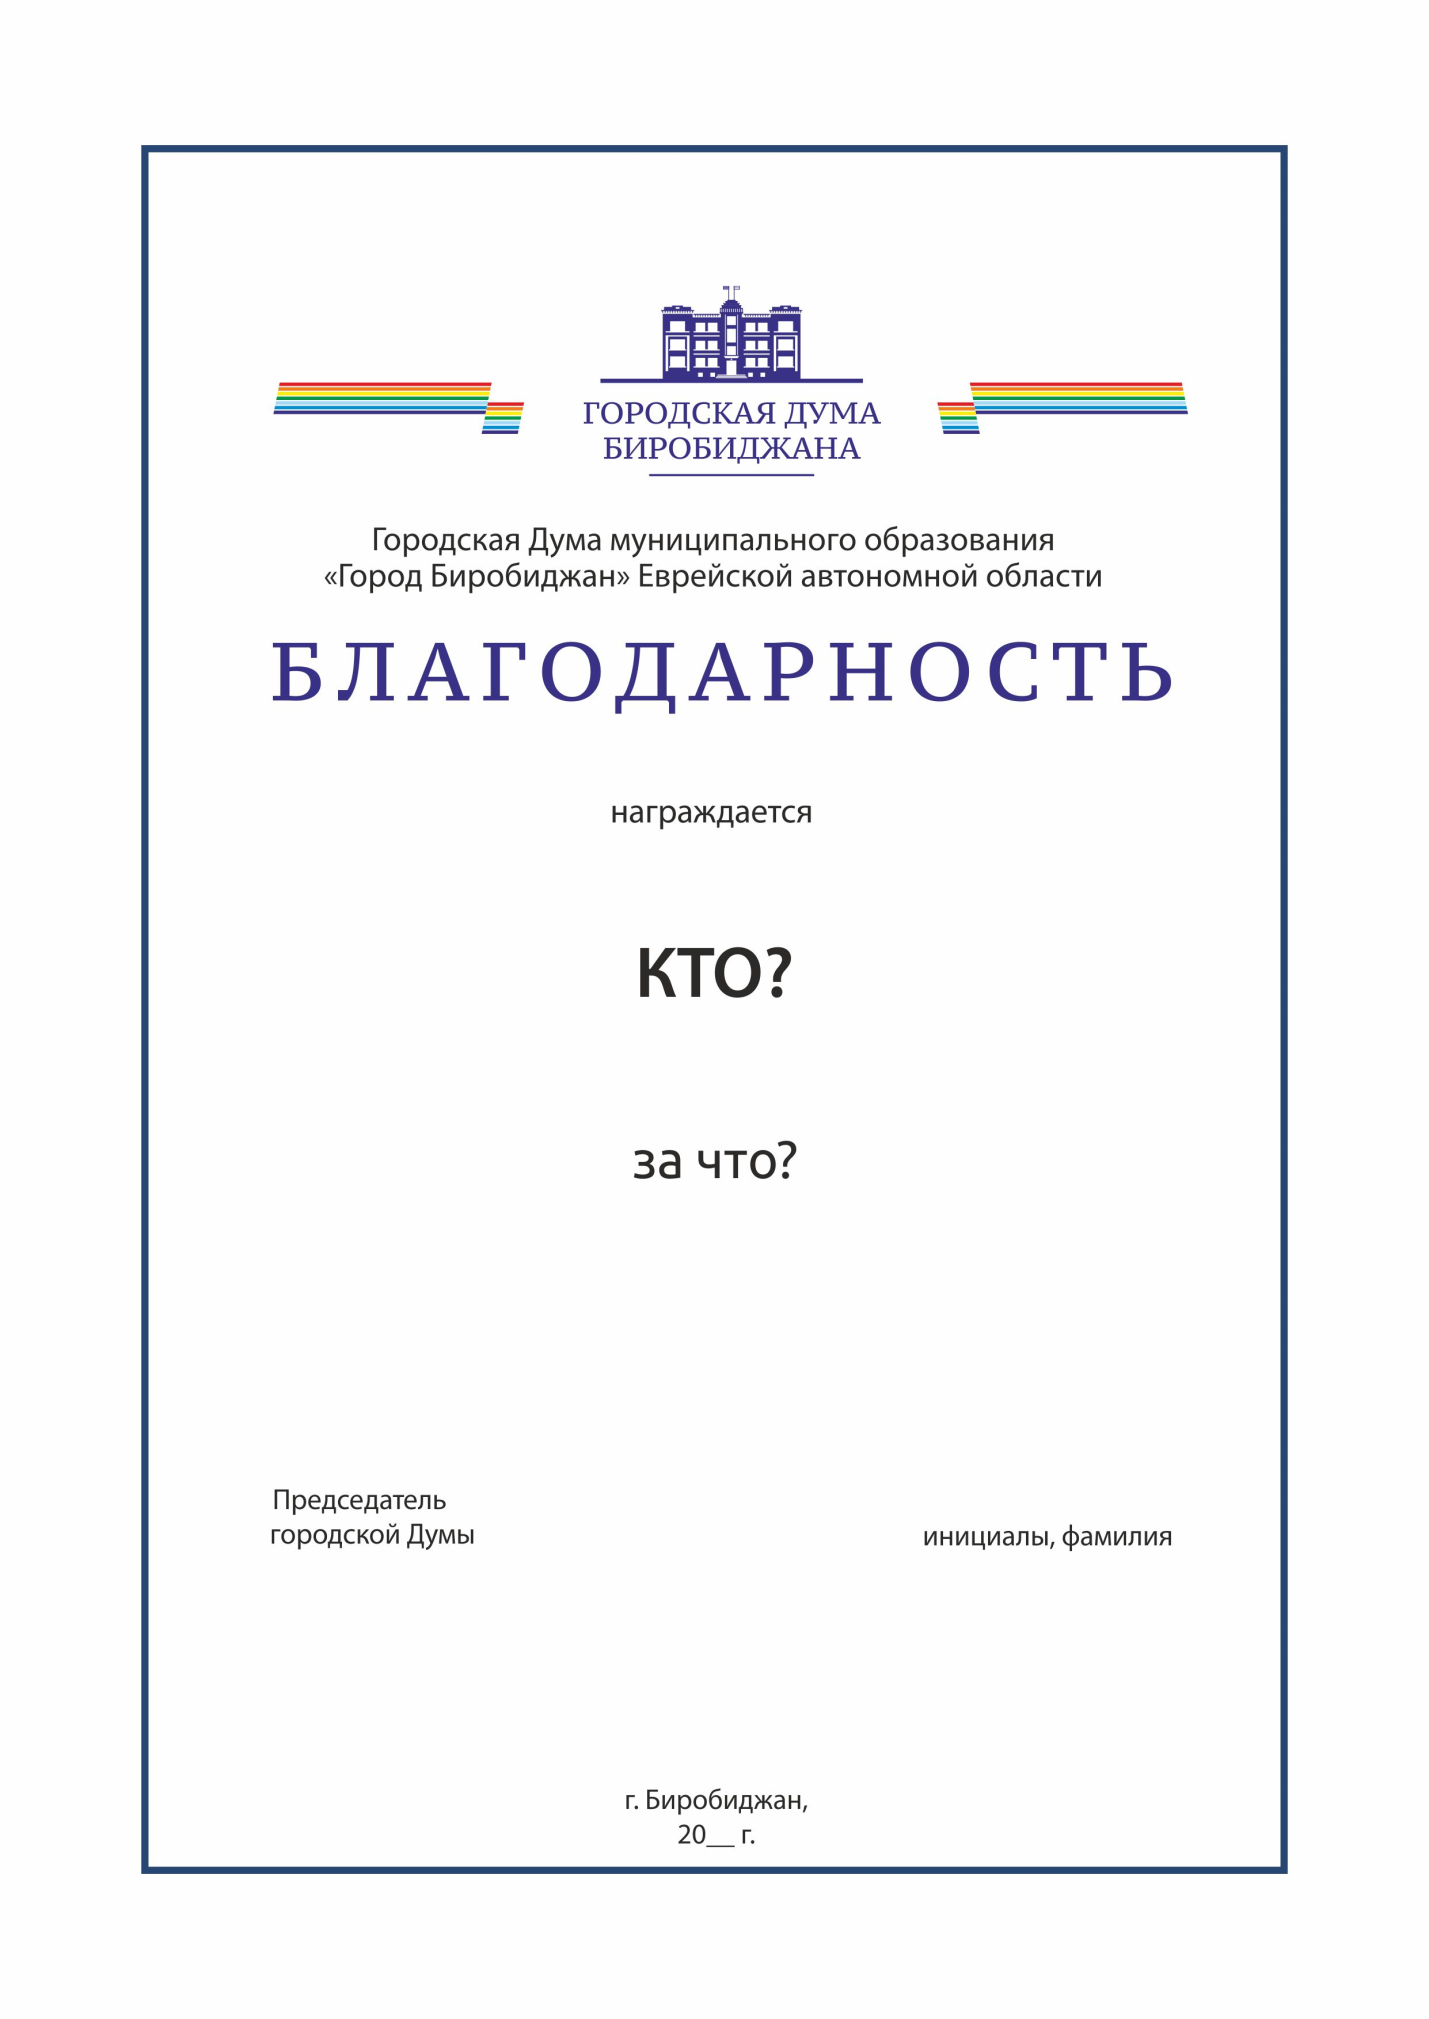 ГОРОДСКАЯ ДУМА
БИРОБИДЖАНА
Городская Дума муниципального образования
«Город Биробиджан» Еврейской автономной области
БЛАГОДАРНОСТЬ
награждается
КТО?
за что?
Председатель
городской Думы
инициалы, фамилия
г. Биробиджан,
20__ г.